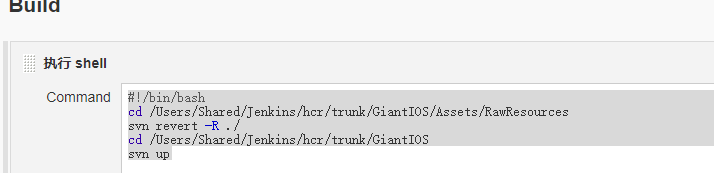 Build
执行 shell
Command
#!/bin/bash
cd /Users/Shared/Jenkins/hcr/trunk/GiantIOS/Assets/RawResources
svn revert -R ./
cd /Users/Shared/Jenkins/hcr/trunk/GiantIOS
svn up